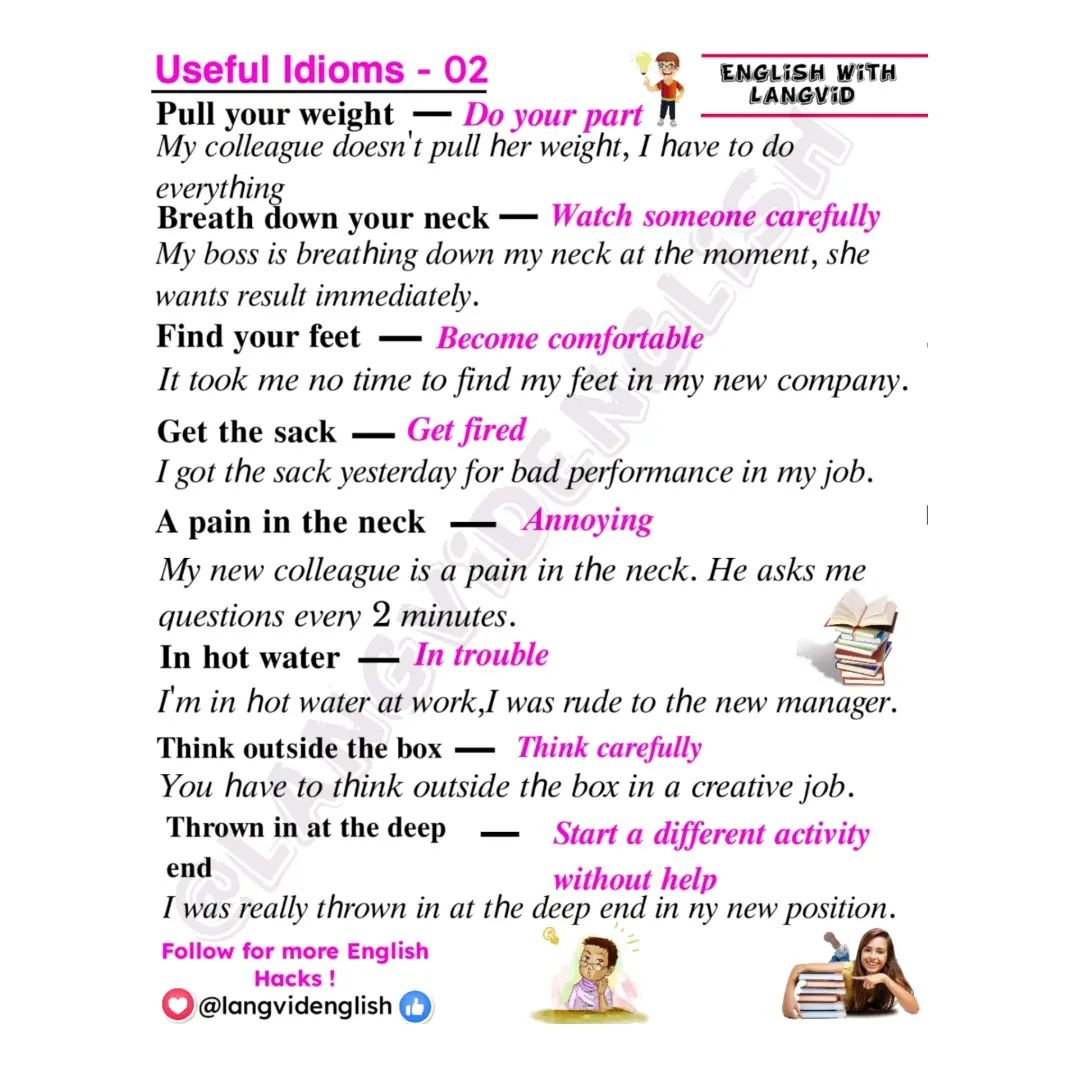 Useful Idioms - 02
ENGLISH WITH
LANGVID
Pull your weight — Do your part
My colleague doesn't pull her weight, I have to do
everything
Breath down your neck — Watch someone carefully
My boss is breathing down my neck at the moment, she
wants result immediately.
Find your feet — Become comfortable
It took me no time to find my feet in my new company.
Get the sack — Get fired
I got the sack yesterday for bad performance in my job.
A pain in the neck — Annoying
My new colleague is a pain in the neck. He asks me
questions every 2 minutes.
In hot water — In trouble
I'm in hot water at work,I was rude to the new manager.
Think outside the box — Think carefully
You have to think outside the box in a creative job.
Thrown in at the deep
end
— Start a different activity
without help
I was really thrown in at the deep end in ny new position.
Follow for more English
Hacks !
@langvidenglish
@LANGVIDENGLISH